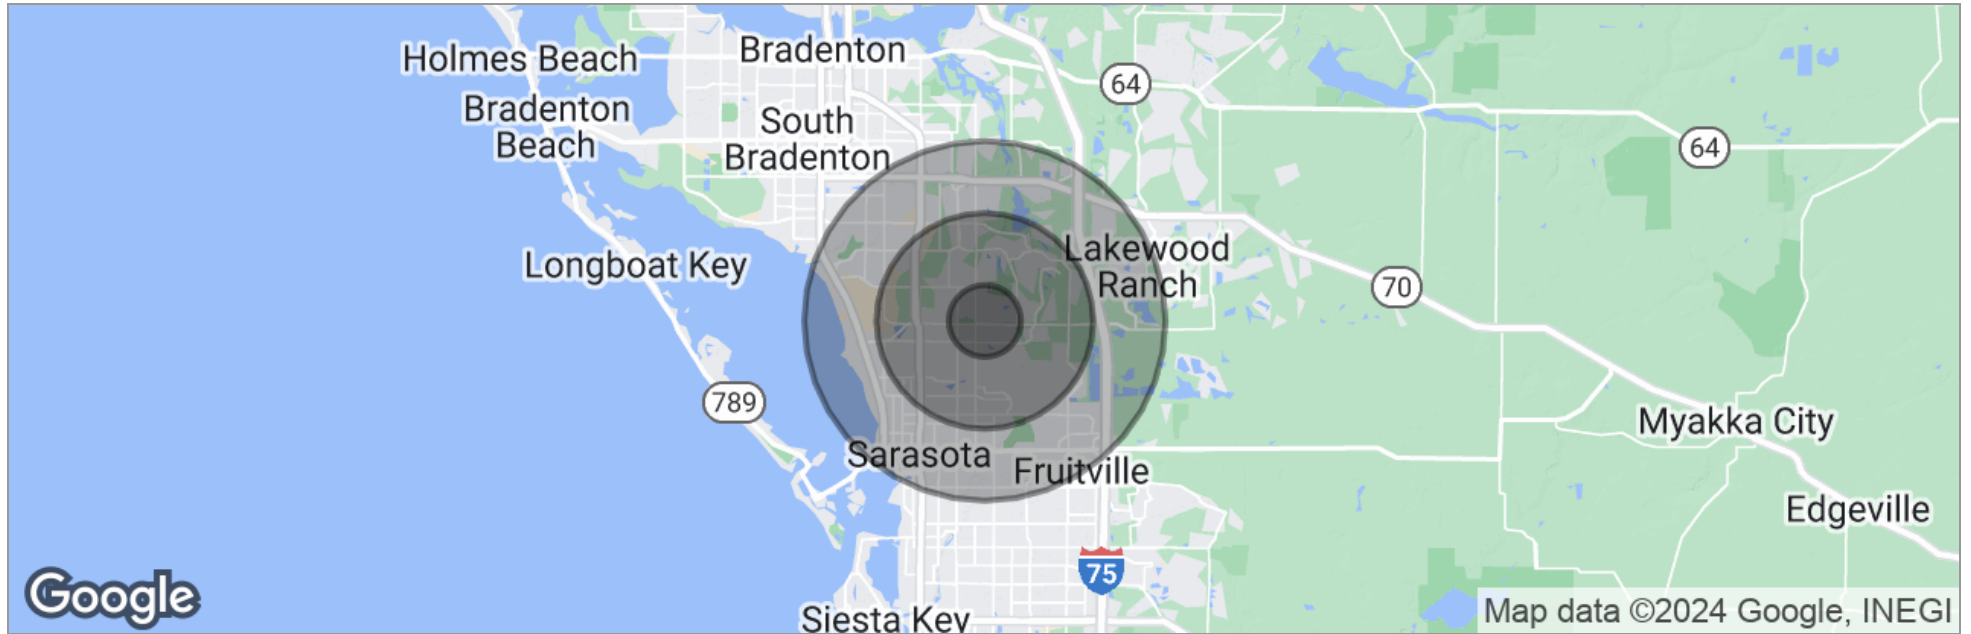 Holmes Beach
Bradenton
64
Bradenton
Beach
South
Bradenton
64
Lakewood
Ranch
Longboat Key
70
789
Myakka City
Sarasota
Fruitville
Edgeville
75
Google
Siesta Key
Map data ©2024 Google, INEGI